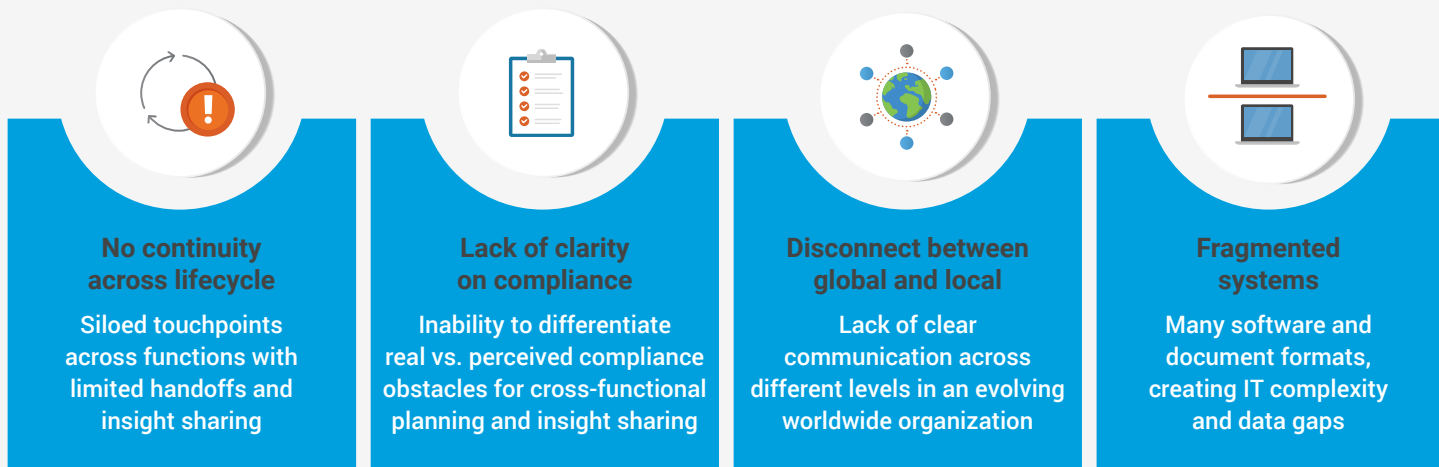 No continuity
across lifecycle
Siloed touchpoints
across functions with
limited handoffs and
insight sharing
Lack of clarity
on compliance
Inability to differentiate
real vs. perceived compliance
obstacles for cross-functional
planning and insight sharing
Disconnect between
global and local
Lack of clear
communication across
different levels in an evolving
worldwide organization
Fragmented
systems
Many software and
document formats,
creating IT complexity
and data gaps